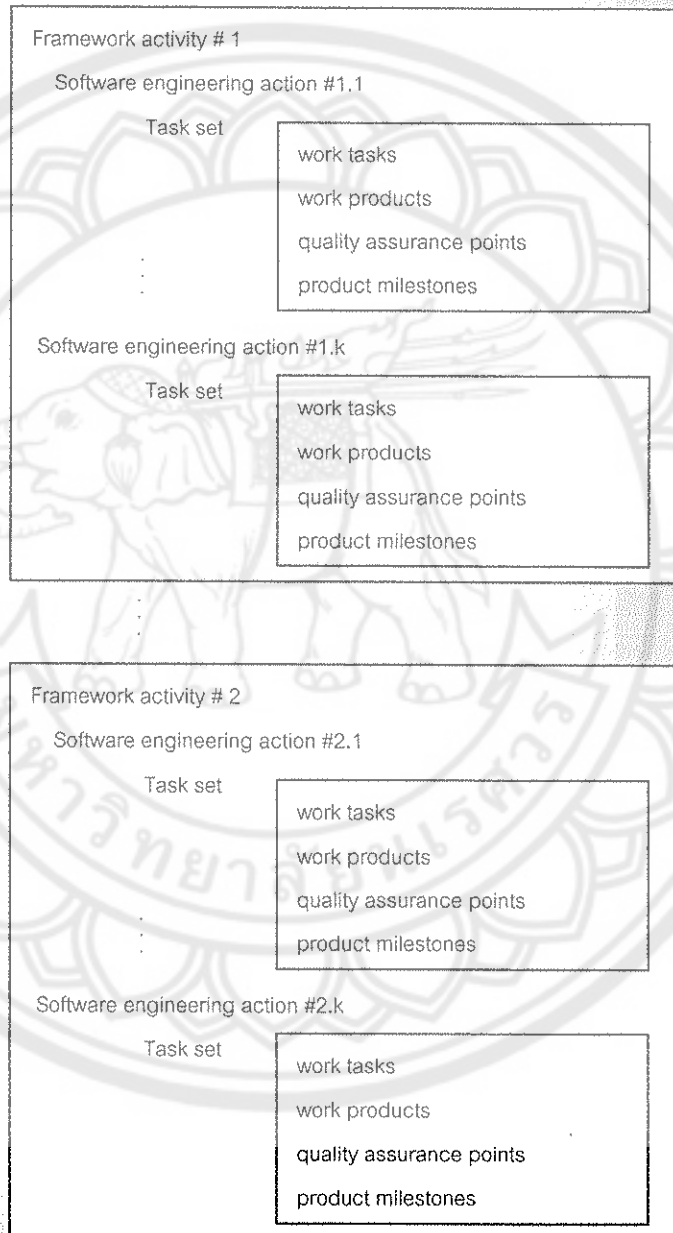 Framework activity # 1
Software engineering action #1.1
Task set
work tasks
work products
quality assurance points
product milestones
Software engineering action #1.k
Task set
work tasks
work products
quality assurance points
product milestones
Framework activity # 2
Software engineering action #2.1
Task set
work tasks
work products
quality assurance points
product milestones
Software engineering action #2.k
Task set
work tasks
work products
quality assurance points
product milestones